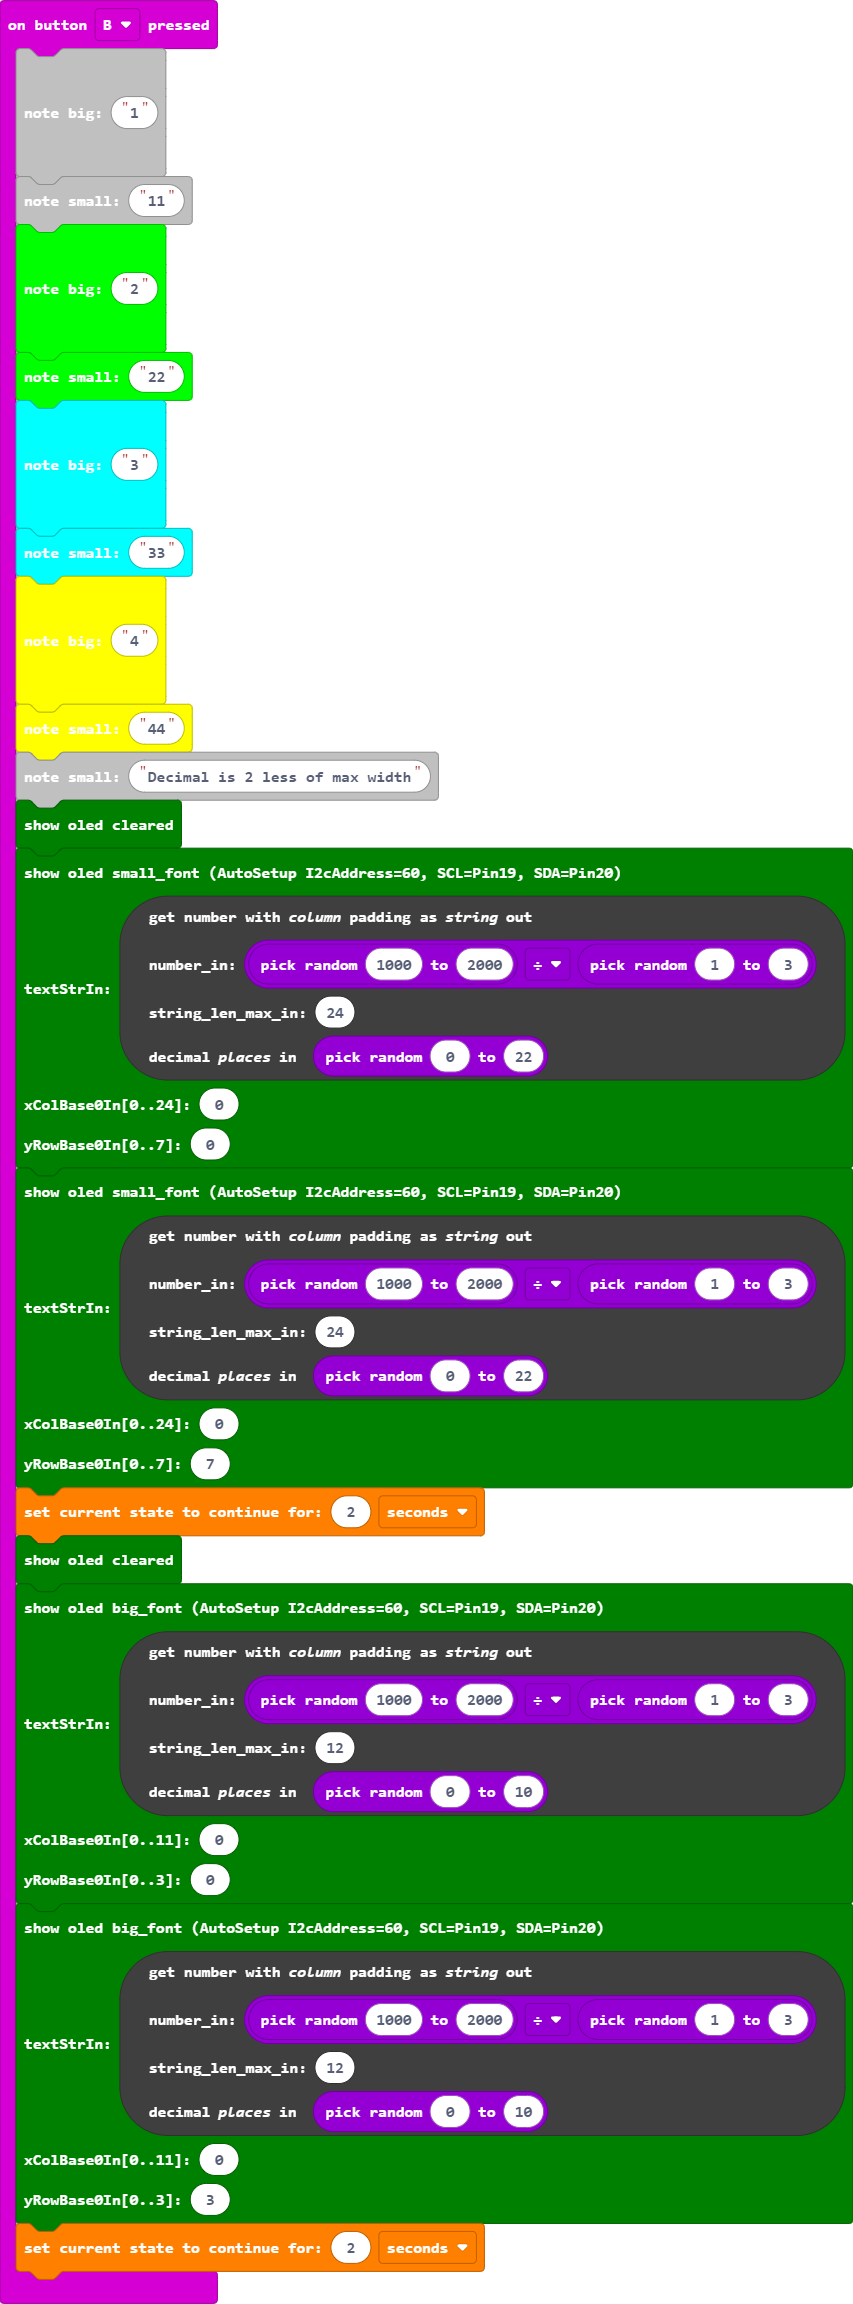 on button B pressed
note big: "1"
note small: "11"
note big: "2"
note small: "22"
note big: "3"
note small: "33"
note big: "4"
note small: "44"
note small: "Decimal is 2 less of max width"
show oled cleared
show oled small_font (AutoSetup I2cAddress=60, SCL=Pin19, SDA=Pin20)
get number with column padding as string out
number_in: pick random 1000 to 2000 ÷ pick random 1 to 3
textStrIn:
string_len_max_in: 24
decimal places in pick random 0 to 22
xColBase0In[0..24]: 0
yRowBase0In[0..7]: 0
show oled small_font (AutoSetup I2cAddress=60, SCL=Pin19, SDA=Pin20)
get number with column padding as string out
number_in: pick random 1000 to 2000 ÷ pick random 1 to 3
textStrIn:
string_len_max_in: 24
decimal places in pick random 0 to 22
xColBase0In[0..24]: 0
yRowBase0In[0..7]: 7
set current state to continue for: 2 seconds
show oled cleared
show oled big_font (AutoSetup I2cAddress=60, SCL=Pin19, SDA=Pin20)
get number with column padding as string out
number_in: pick random 1000 to 2000 ÷ pick random 1 to 3
textStrIn:
string_len_max_in: 12
decimal places in pick random 0 to 10
xColBase0In[0..11]: 0
yRowBase0In[0..3]: 0
show oled big_font (AutoSetup I2cAddress=60, SCL=Pin19, SDA=Pin20)
get number with column padding as string out
number_in: pick random 1000 to 2000 ÷ pick random 1 to 3
textStrIn:
string_len_max_in: 12
decimal places in pick random 0 to 10
xColBase0In[0..11]: 0
yRowBase0In[0..3]: 3
set current state to continue for: 2 seconds